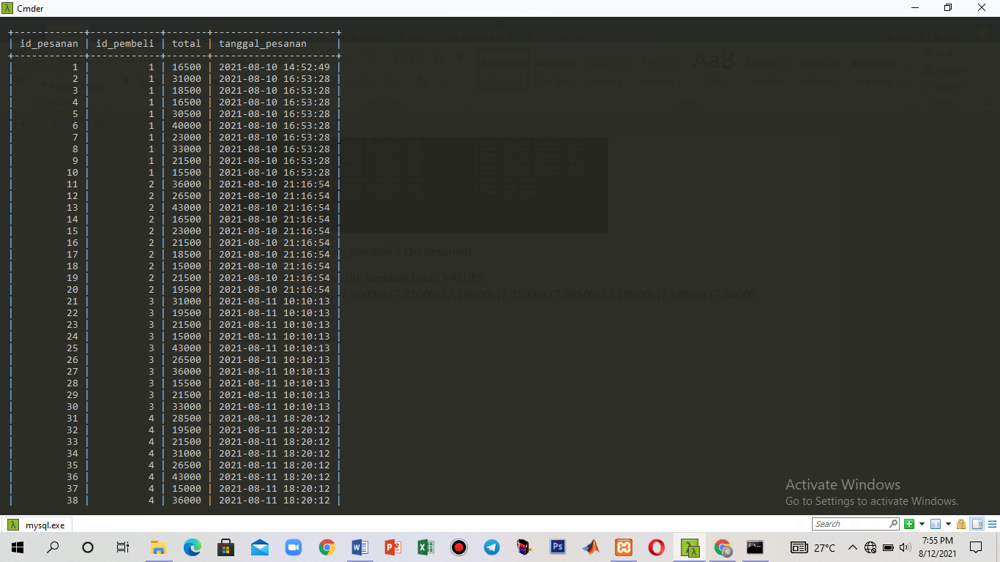 Cmder
+------------+------------+-------+---------------------+
| id_pesanan | id_pembeli | total | tanggal_pesanan     |
+------------+------------+-------+---------------------+
|          1 |          1 | 16500 | 2021-08-10 14:52:49 |
|          2 |          1 | 31000 | 2021-08-10 16:53:28 |
|          3 |          1 | 18500 | 2021-08-10 16:53:28 |
|          4 |          1 | 16500 | 2021-08-10 16:53:28 |
|          5 |          1 | 30500 | 2021-08-10 16:53:28 |
|          6 |          1 | 40000 | 2021-08-10 16:53:28 |
|          7 |          1 | 23000 | 2021-08-10 16:53:28 |
|          8 |          1 | 33000 | 2021-08-10 16:53:28 |
|          9 |          1 | 21500 | 2021-08-10 16:53:28 |
|         10 |          1 | 15500 | 2021-08-10 16:53:28 |
|         11 |          2 | 36000 | 2021-08-10 21:16:54 |
|         12 |          2 | 26500 | 2021-08-10 21:16:54 |
|         13 |          2 | 43000 | 2021-08-10 21:16:54 |
|         14 |          2 | 16500 | 2021-08-10 21:16:54 |
|         15 |          2 | 23000 | 2021-08-10 21:16:54 |
|         16 |          2 | 21500 | 2021-08-10 21:16:54 |
|         17 |          2 | 18500 | 2021-08-10 21:16:54 |
|         18 |          2 | 15000 | 2021-08-10 21:16:54 |
|         19 |          2 | 21500 | 2021-08-10 21:16:54 |
|         20 |          2 | 19500 | 2021-08-10 21:16:54 |
|         21 |          3 | 31000 | 2021-08-11 10:10:13 |
|         22 |          3 | 19500 | 2021-08-11 10:10:13 |
|         23 |          3 | 21500 | 2021-08-11 10:10:13 |
|         24 |          3 | 15000 | 2021-08-11 10:10:13 |
|         25 |          3 | 43000 | 2021-08-11 10:10:13 |
|         26 |          3 | 26500 | 2021-08-11 10:10:13 |
|         27 |          3 | 36000 | 2021-08-11 10:10:13 |
|         28 |          3 | 15500 | 2021-08-11 10:10:13 |
|         29 |          3 | 21500 | 2021-08-11 10:10:13 |
|         30 |          3 | 33000 | 2021-08-11 10:10:13 |
|         31 |          4 | 28500 | 2021-08-11 18:20:12 |
|         32 |          4 | 19500 | 2021-08-11 18:20:12 |
|         33 |          4 | 21500 | 2021-08-11 18:20:12 |
|         34 |          4 | 31000 | 2021-08-11 18:20:12 |
|         35 |          4 | 26500 | 2021-08-11 18:20:12 |
|         36 |          4 | 43000 | 2021-08-11 18:20:12 |
|         37 |          4 | 15000 | 2021-08-11 18:20:12 |
|         38 |          4 | 36000 | 2021-08-11 18:20:12 |
_pembeli 7 (10 pesanan)
(id_pembeli,total) VALUES
7,26000),(7,21000),(7,19500),(7,31000),(7,28500),(7,28500),(7,19500),(7,34000
Activate Windows
Go to Settings to activate Windows.
mysql.exe
Search
27°C
7:55 PM
8/12/2021